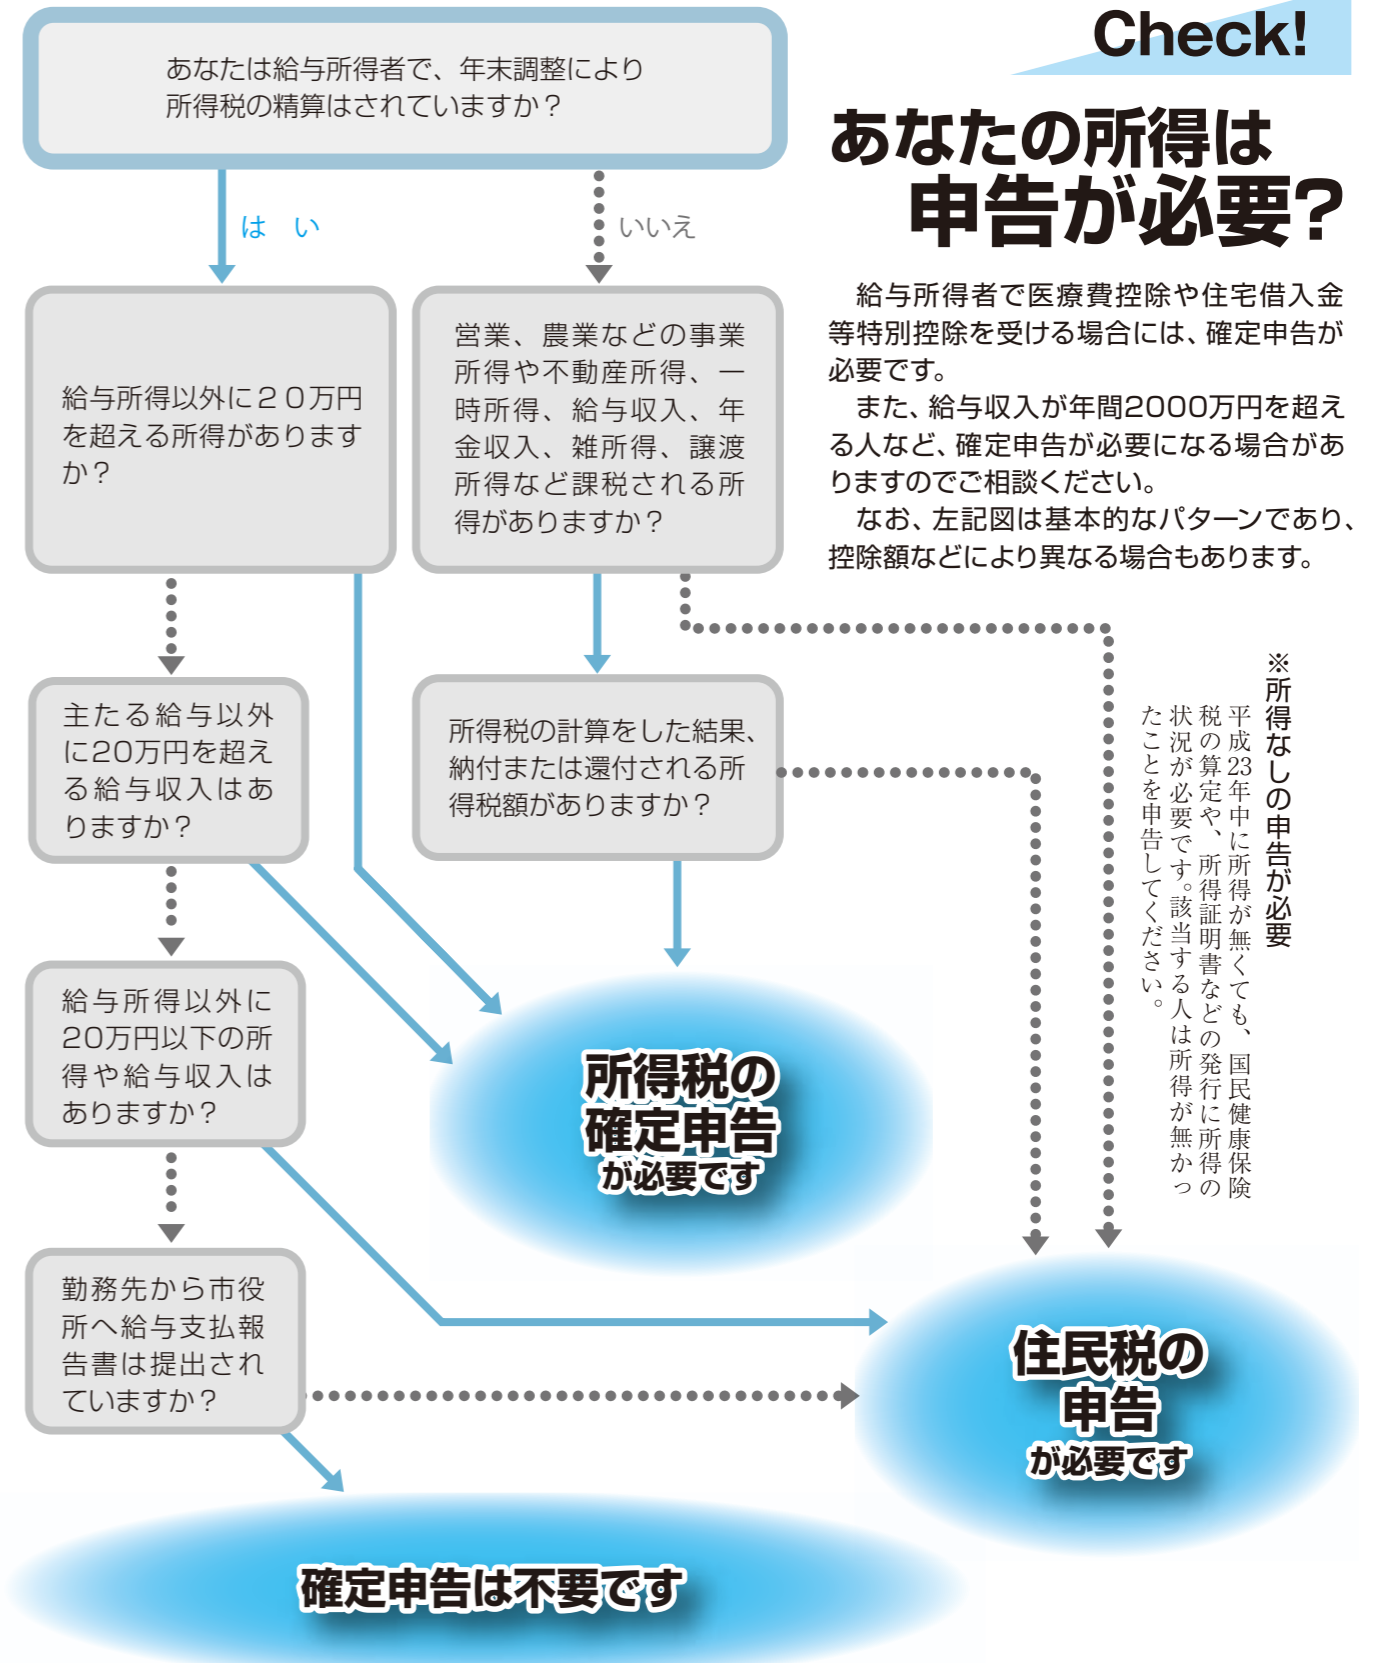 Check!
あなたの所得は
申告が必要?
給与所得者で医療費控除や住宅借入金
等特別控除を受ける場合には、確定申告が
必要です。
また、給与収入が年間2000万円を超え
る人など、確定申告が必要になる場合があ
りますのでご相談ください。
なお、左記図は基本的なパターンであり、
控除額などにより異なる場合もあります。
あなたは給与所得者で、年末調整により
所得税の精算はされていますか？
は い
いいえ
給与所得以外に２０万円
を超える所得があります
か？
営業、農業などの事業
所得や不動産所得、一
時所得、給与収入、年
金収入、雑所得、譲渡
所得など課税される所
得がありますか？
主たる給与以外
に20万円を超え
る給与収入はあ
りますか？
所得税の計算をした結果、
納付または還付される所
得税額がありますか？
給与所得以外に
20万円以下の所
得や給与収入は
ありますか？
勤務先から市役
所へ給与支払報
告書は提出され
ていますか？
※所得なしの申告が必要
平成23年中に所得が無くても、国民健康保険
税の算定や、所得証明書などの発行に所得の
状況が必要です。該当する人は所得が無かっ
たことを申告してください。
所得税の
確定申告
が必要です
住民税の
申告
が必要です
確定申告は不要です